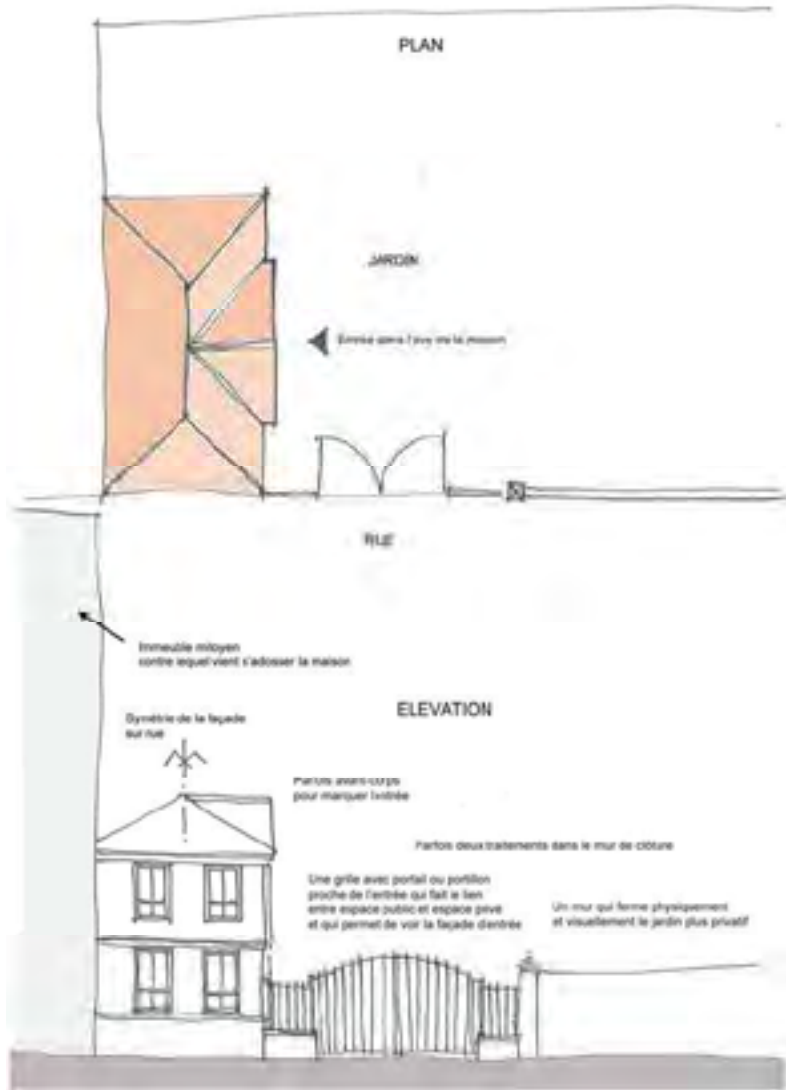 PLAN
JARDIN
Entrée dans l'axe de la maison
RUE
Immeuble mitoyen
contre lequel vient s'adosser la maison
ELEVATION
Symétrie de la façade
sur rue
Parfois avant-corps
pour marquer l'entrée
Parfois deux traitements dans le mur de clôture
Une grille avec portail ou portillon
proche de l'entrée qui fait le lien
entre espace public et espace privé
et qui permet de voir la façade d'entrée
Un mur qui ferme physiquement
et visuellement le jardin plus privatif